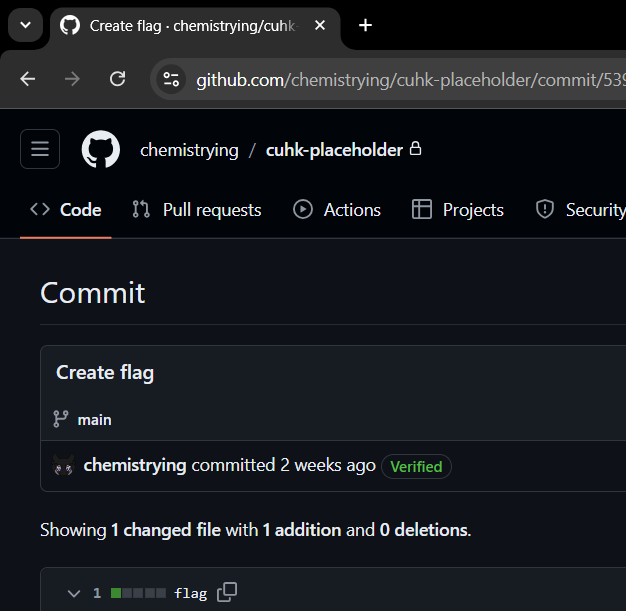 Create flag · chemistrying/cuhk-
github.com/chemistrying/cuhk-placeholder/commit/539
chemistrying / cuhk-placeholder
Code Pull requests Actions Projects Security
Commit
Create flag
main
chemistrying committed 2 weeks ago Verified
Showing 1 changed file with 1 addition and 0 deletions.
1 flag